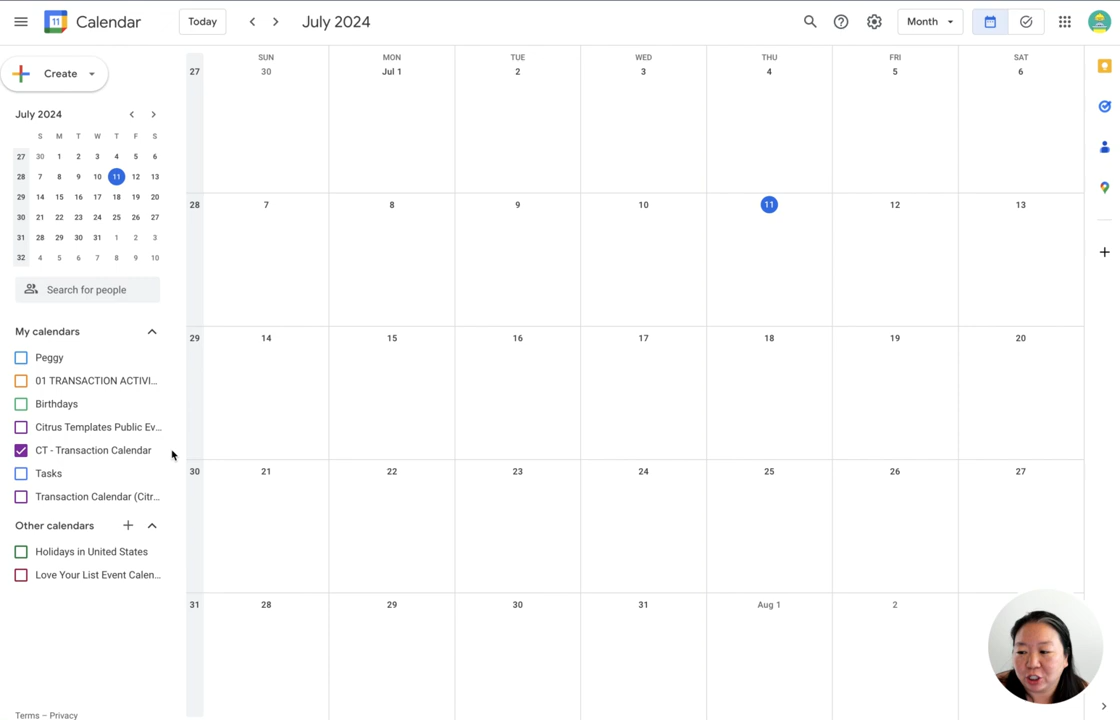 11 Calendar Today July 2024 Month
Create
July 2024
S M T W T F S
27 30 1 2 3 4 5 6
28 7 8 9 10 11 12 13
29 14 15 16 17 18 19 20
30 21 22 23 24 25 26 27
31 28 29 30 31 1 2 3
32 4 5 6 7 8 9 10
Search for people
My calendars
Peggy
01 TRANSACTION ACTIVI...
Birthdays
Citrus Templates Public Ev...
CT - Transaction Calendar
Tasks
Transaction Calendar (Citr...
Other calendars
Holidays in United States
Love Your List Event Calen...
Terms – Privacy
SUN MON TUE WED THU FRI SAT
27 30 Jul 1 2 3 4 5 6
28 7 8 9 10 11 12 13
29 14 15 16 17 18 19 20
30 21 22 23 24 25 26 27
31 28 29 30 31 Aug 1 2